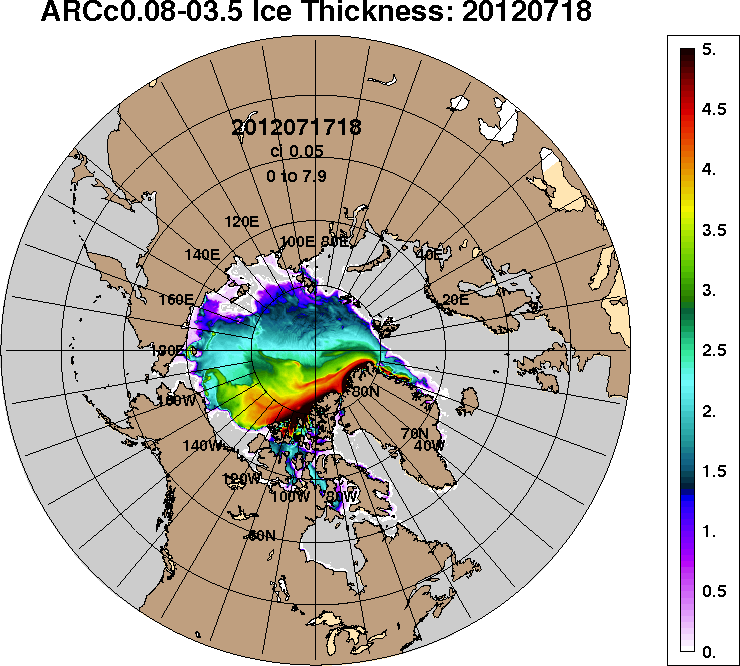 ARCc0.08-03.5 Ice Thickness: 20120718
2012071718
ci 0.05
0 to 7.9
120E
100E
80E
140E
40E
160E
20E
180E
160W
80N
140W
70N
40W
120W
100W
80W
60N
5.
4.5
4.
3.5
3.
2.5
2.
1.5
1.
0.5
0.